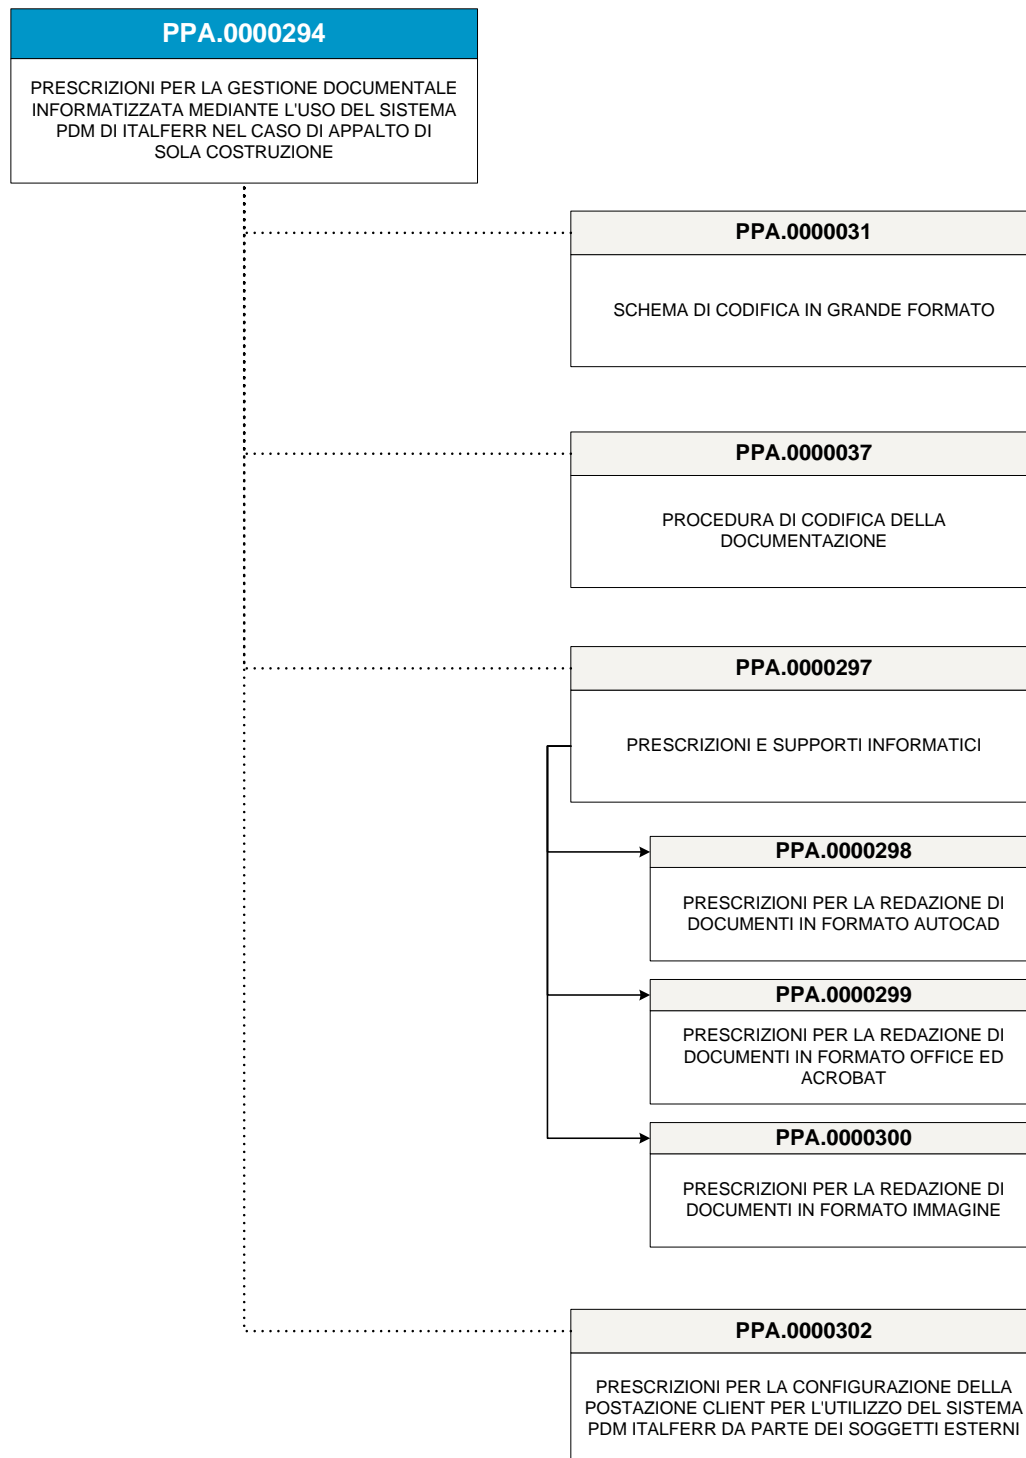 PPA.0000294
PRESCRIZIONI PER LA GESTIONE DOCUMENTALE
INFORMATIZZATA MEDIANTE L'USO DEL SISTEMA
PDM DI ITALFERR NEL CASO DI APPALTO DI
SOLA COSTRUZIONE
PPA.0000031
SCHEMA DI CODIFICA IN GRANDE FORMATO
PPA.0000037
PROCEDURA DI CODIFICA DELLA
DOCUMENTAZIONE
PPA.0000297
PRESCRIZIONI E SUPPORTI INFORMATICI
PPA.0000298
PRESCRIZIONI PER LA REDAZIONE DI
DOCUMENTI IN FORMATO AUTOCAD
PPA.0000299
PRESCRIZIONI PER LA REDAZIONE DI
DOCUMENTI IN FORMATO OFFICE ED
ACROBAT
PPA.0000300
PRESCRIZIONI PER LA REDAZIONE DI
DOCUMENTI IN FORMATO IMMAGINE
PPA.0000302
PRESCRIZIONI PER LA CONFIGURAZIONE DELLA
POSTAZIONE CLIENT PER L'UTILIZZO DEL SISTEMA
PDM ITALFERR DA PARTE DEI SOGGETTI ESTERNI